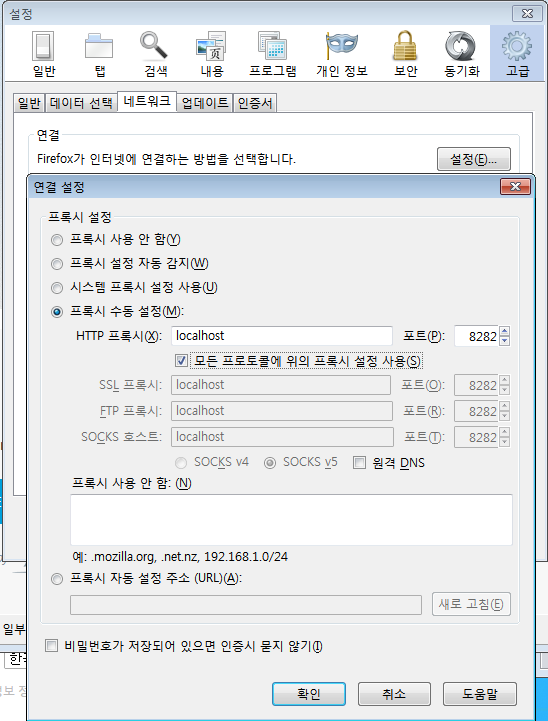 설정
일반 탭 검색 내용 프로그램 개인 정보 보안 동기화 고급
일반 데이터 선택 네트워크 업데이트 인증서
연결
Firefox가 인터넷에 연결하는 방법을 선택합니다. 설정(E)...
연결 설정
프록시 설정
프록시 사용 안 함(Y)
프록시 설정 자동 감지(W)
시스템 프록시 설정 사용(U)
프록시 수동 설정(M):
HTTP 프록시(X): localhost 포트(P): 8282
모든 프로토콜에 위의 프록시 설정 사용(S)
SSL 프록시: localhost 포트(O): 8282
FTP 프록시: localhost 포트(R): 8282
SOCKS 호스트: localhost 포트(T): 8282
SOCKS v4 SOCKS v5 원격 DNS
프록시 사용 안 함: (N)
예: .mozilla.org, .net.nz, 192.168.1.0/24
프록시 자동 설정 주소 (URL)(A):
새로 고침(E)
일부
비밀번호가 저장되어 있으면 인증시 묻지 않기(I)
확인 취소 도움말